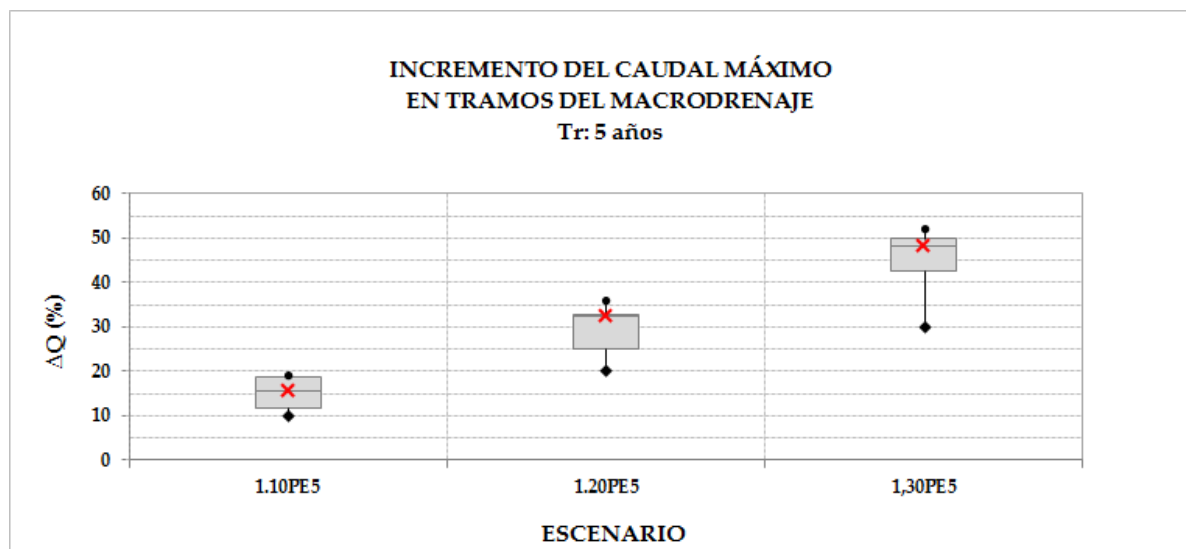 INCREMENTO DEL CAUDAL MÁXIMO
EN TRAMOS DEL MACRODRENAJE
Tr: 5 años
60
50
40
30
20
10
0
ΔQ (%)
1.10PE5
1.20PE5
1,30PE5
ESCENARIO